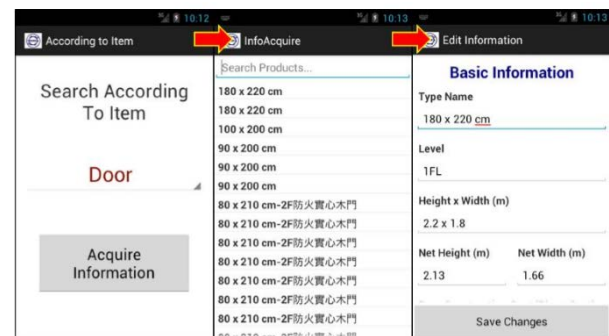 10:12
According to Item
Search According
To Item
Door
Acquire
Information
10:13
InfoAcquire
Search Products...
180 x 220 cm
180 x 220 cm
100 x 200 cm
90 x 200 cm
90 x 200 cm
90 x 200 cm
80 x 210 cm-2F防火實心木門
80 x 210 cm-2F防火實心木門
80 x 210 cm-2F防火實心木門
80 x 210 cm-2F防火實心木門
80 x 210 cm-2F防火實心木門
80 x 210 cm-2F防火實心木門
80 x 210 cm-2F防火實心木門
10:13
Edit Information
Basic Information
Type Name
180 x 220 cm
Level
1FL
Height x Width (m)
2.2 x 1.8
Net Height (m) Net Width (m)
2.13 1.66
Save Changes